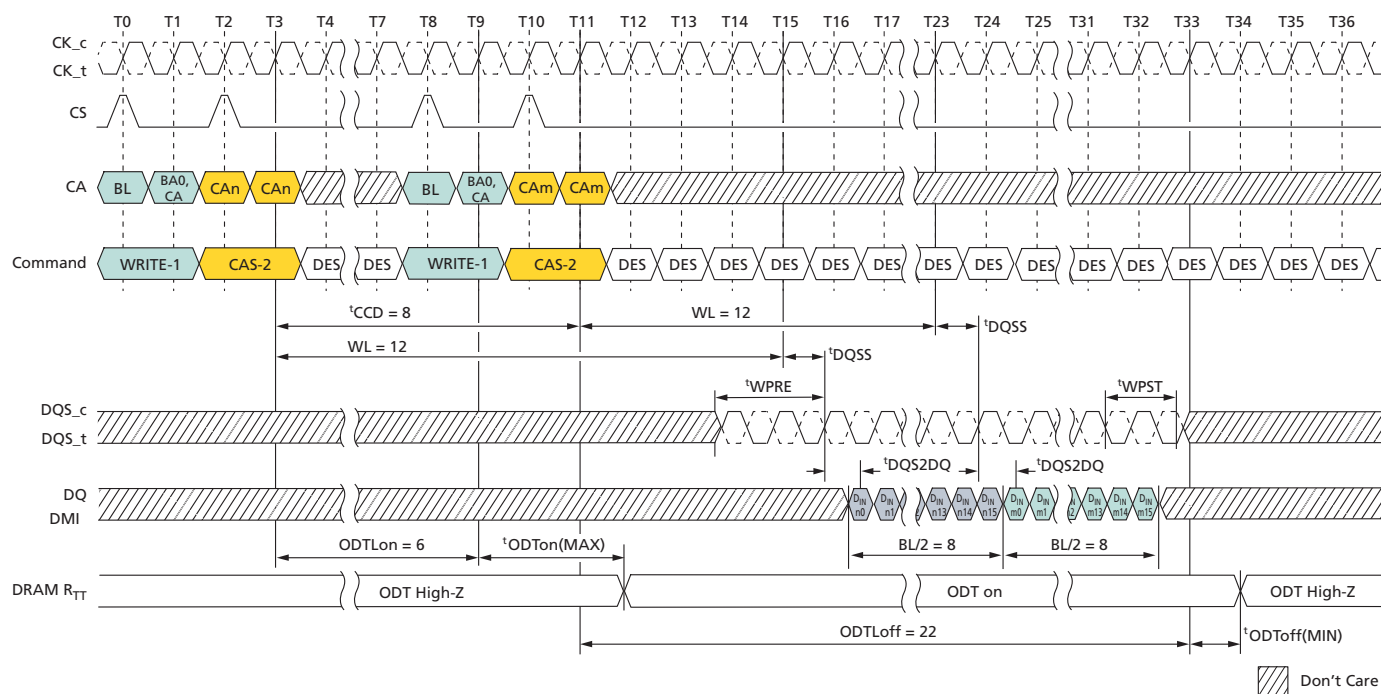 T0 T1 T2 T3 T4 T7 T8 T9 T10 T11 T12 T13 T14 T15 T16 T17 T23 T24 T25 T31 T32 T33 T34 T35 T36
CK_c
CK_t
CS
CA BL BA0, CA CAn CAn BL BA0, CA CAm CAm
Command WRITE-1 CAS-2 DES DES WRITE-1 CAS-2 DES DES DES DES DES DES DES DES DES DES DES DES DES DES DES
tCCD = 8 WL = 12 tDQSS
WL = 12 tDQSS
tWPRE tWPST
DQS_c
DQS_t
tDQS2DQ tDQS2DQ
DQ
DMI
DIN n0 DIN n1 DIN n13 DIN n14 DIN n15 DIN m0 DIN m1 DIN m13 DIN m14 DIN m15
ODTLon = 6 tODTon(MAX) BL/2 = 8 BL/2 = 8
DRAM RTT ODT High-Z ODT on ODT High-Z
ODTLoff = 22 tODToff(MIN)
Don't Care